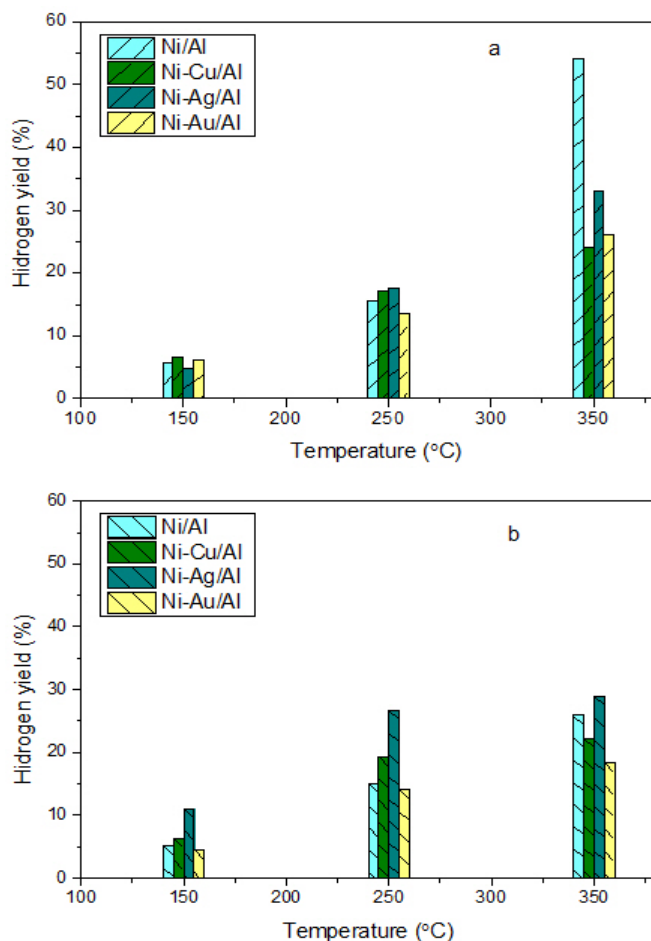 60
50
40
30
20
10
0
Hidrogen yield (%)
Ni/Al
Ni-Cu/Al
Ni-Ag/Al
Ni-Au/Al
a
100 150 200 250 300 350
Temperature (°C)
60
50
40
30
20
10
0
Hidrogen yield (%)
Ni/Al
Ni-Cu/Al
Ni-Ag/Al
Ni-Au/Al
b
100 150 200 250 300 350
Temperature (°C)